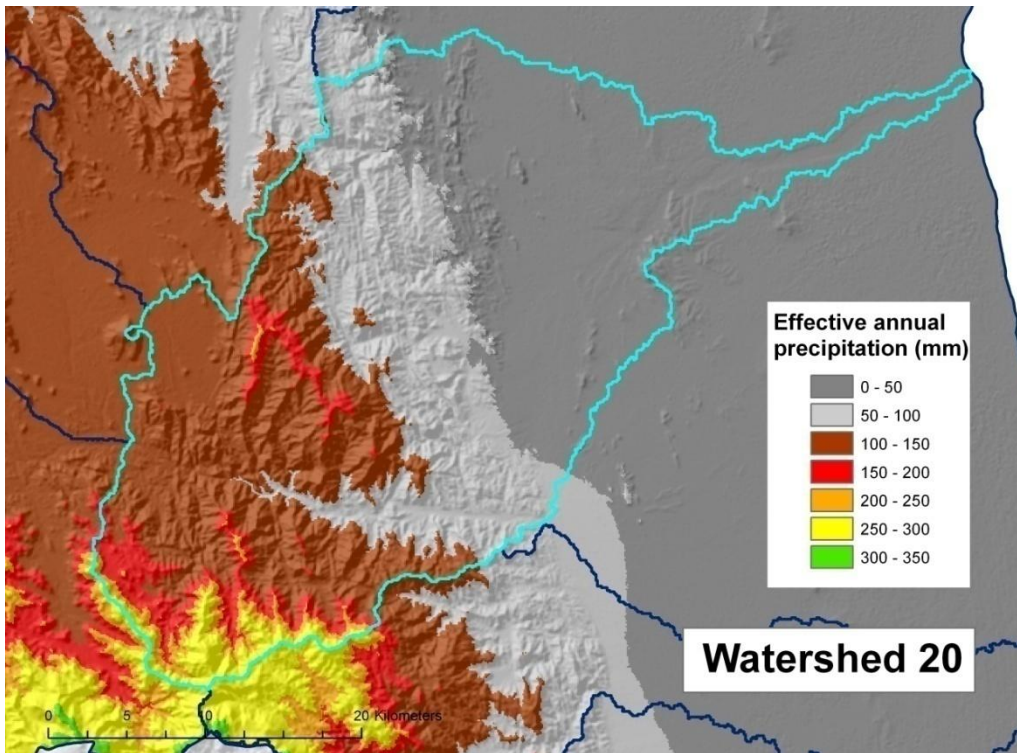 Effective annual
precipitation (mm)
0 - 50
50 - 100
100 - 150
150 - 200
200 - 250
250 - 300
300 - 350
Watershed 20
0 5 10 20 Kilometers